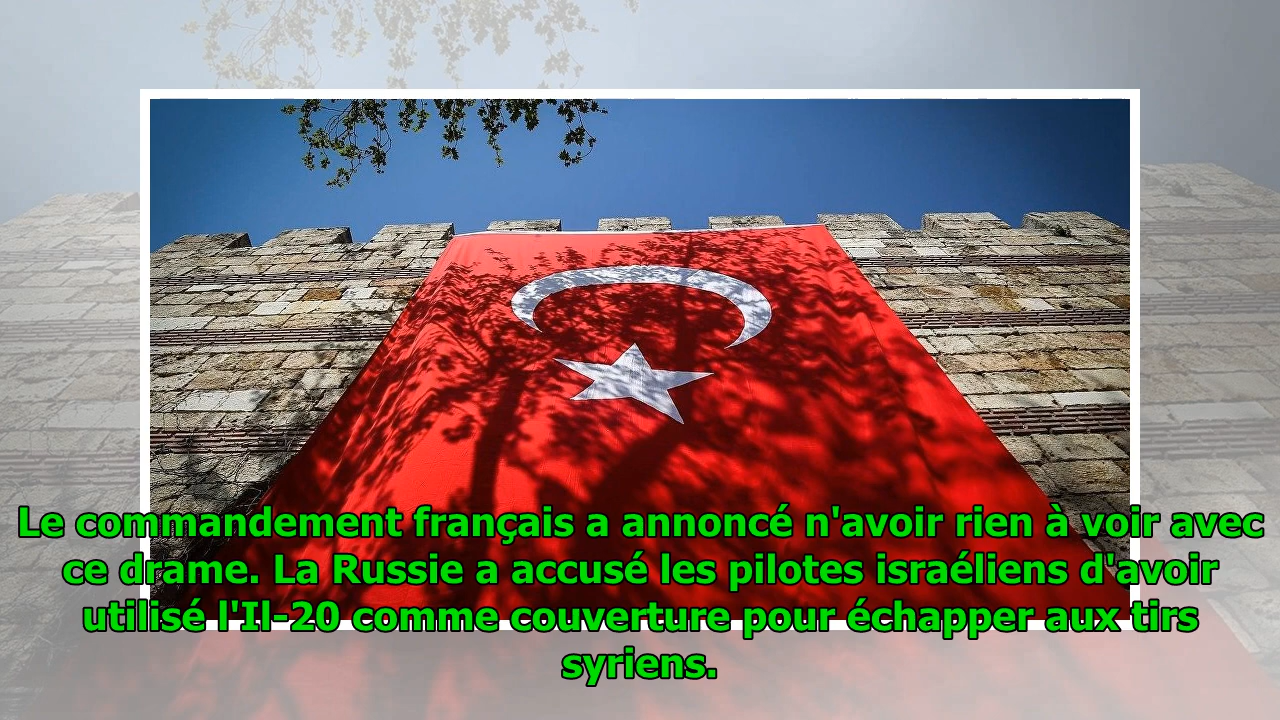 Le commandement français a annoncé n'avoir rien à voir avec
ce drame. La Russie a accusé les pilotes israéliens d'avoir
utilisé l'Il-20 comme couverture pour échapper aux tirs
syriens.